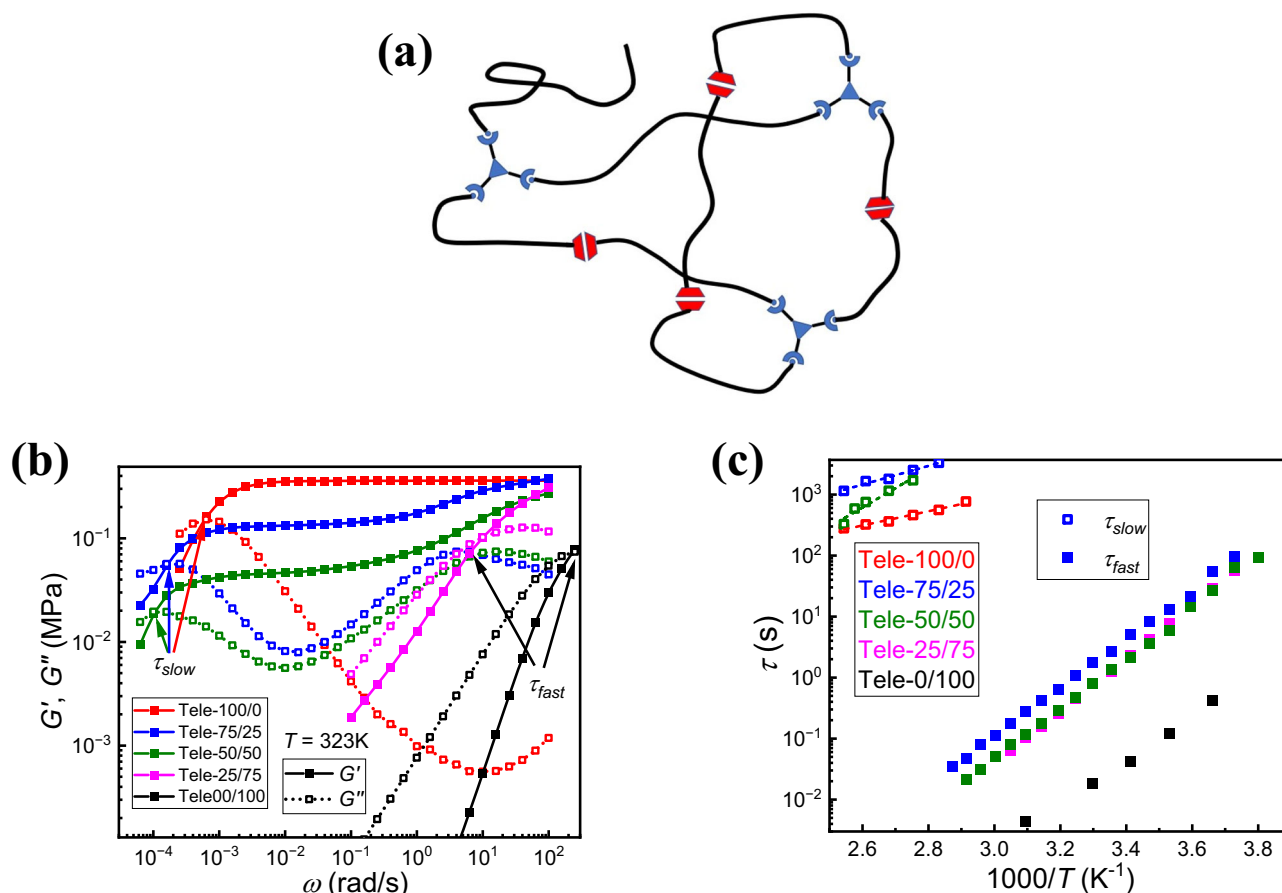 (a)
(b)
G', G'' (MPa)
10⁻¹
10⁻²
10⁻³
τslow
τfast
T = 323K
Tele-100/0
Tele-75/25
Tele-50/50
Tele-25/75
Tele00/100
G'
G''
10⁻⁴ 10⁻³ 10⁻² 10⁻¹ 10⁰ 10¹ 10²
ω (rad/s)
(c)
τ (s)
10³
10²
10¹
10⁰
10⁻¹
10⁻²
τslow
τfast
Tele-100/0
Tele-75/25
Tele-50/50
Tele-25/75
Tele-0/100
2.6 2.8 3.0 3.2 3.4 3.6 3.8
1000/T (K⁻¹)